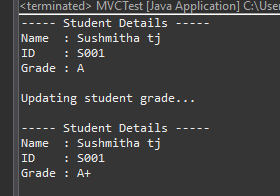 <terminated> MVCTest [Java Application] C:\User
----- Student Details -----
Name  : Sushmitha tj
ID    : S001
Grade : A

Updating student grade...

----- Student Details -----
Name  : Sushmitha tj
ID    : S001
Grade : A+